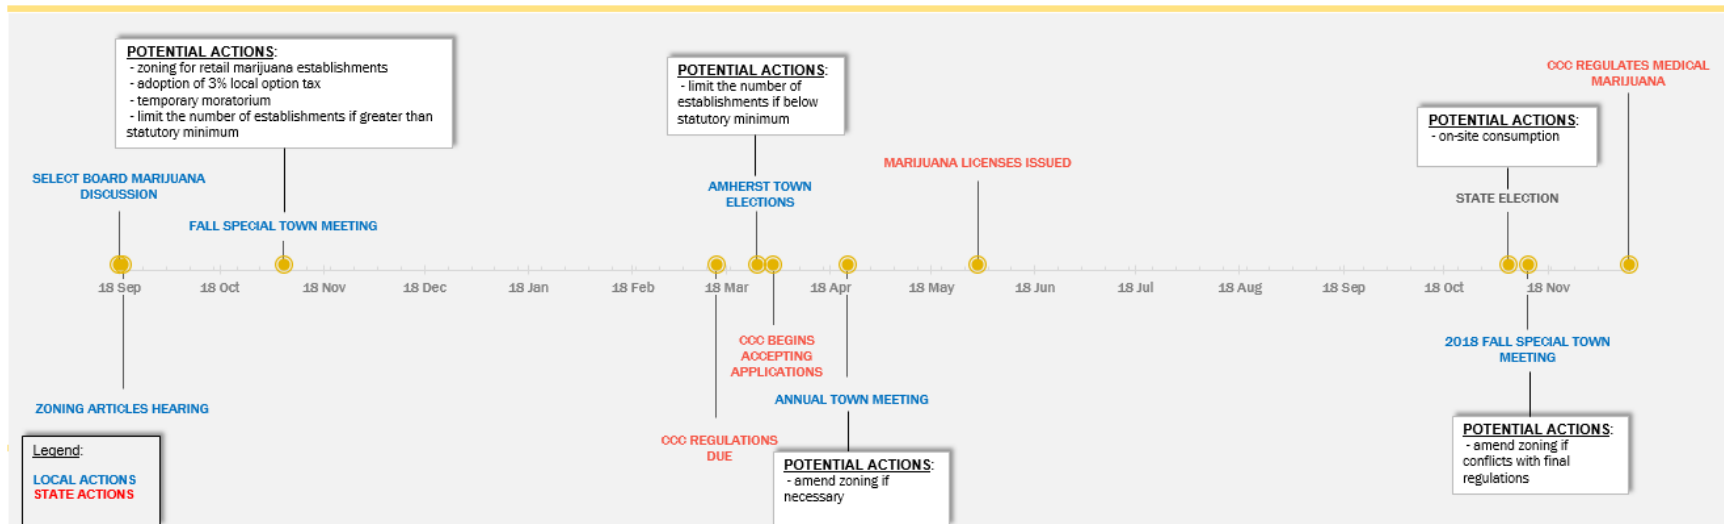 POTENTIAL ACTIONS:
- zoning for retail marijuana establishments
- adoption of 3% local option tax
- temporary moratorium
- limit the number of establishments if greater than
statutory minimum
POTENTIAL ACTIONS:
- limit the number of
establishments if below
statutory minimum
CCC REGULATES MEDICAL
MARIJUANA
POTENTIAL ACTIONS:
- on-site consumption
SELECT BOARD MARIJUANA
DISCUSSION
FALL SPECIAL TOWN MEETING
AMHERST TOWN
ELECTIONS
MARIJUANA LICENSES ISSUED
STATE ELECTION
18 Sep
18 Oct
18 Nov
18 Dec
18 Jan
18 Feb
18 Mar
18 Apr
18 May
18 Jun
18 Jul
18 Aug
18 Sep
18 Oct
18 Nov
ZONING ARTICLES HEARING
CCC REGULATIONS
DUE
CCC BEGINS
ACCEPTING
APPLICATIONS
ANNUAL TOWN MEETING
2018 FALL SPECIAL TOWN
MEETING
POTENTIAL ACTIONS:
- amend zoning if
necessary
POTENTIAL ACTIONS:
- amend zoning if
conflicts with final
regulations
Legend:
LOCAL ACTIONS
STATE ACTIONS